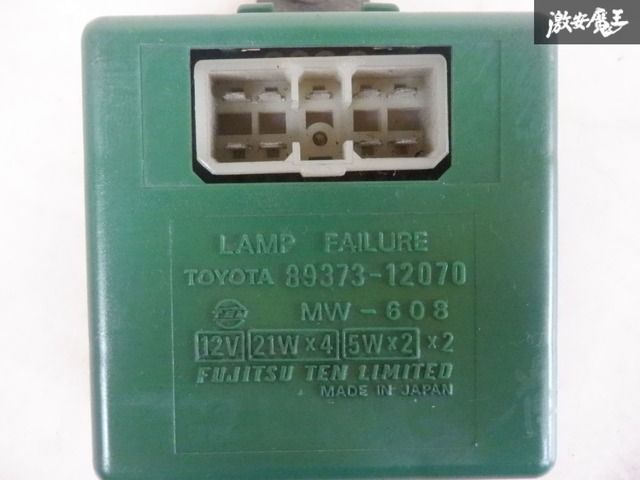 激安魔王
LAMP FAILURE
TOYOTA 89373-12070
TEN MW-608
12V 21W×4 5W×2 ×2
FUJITSU TEN LIMITED
MADE IN JAPAN